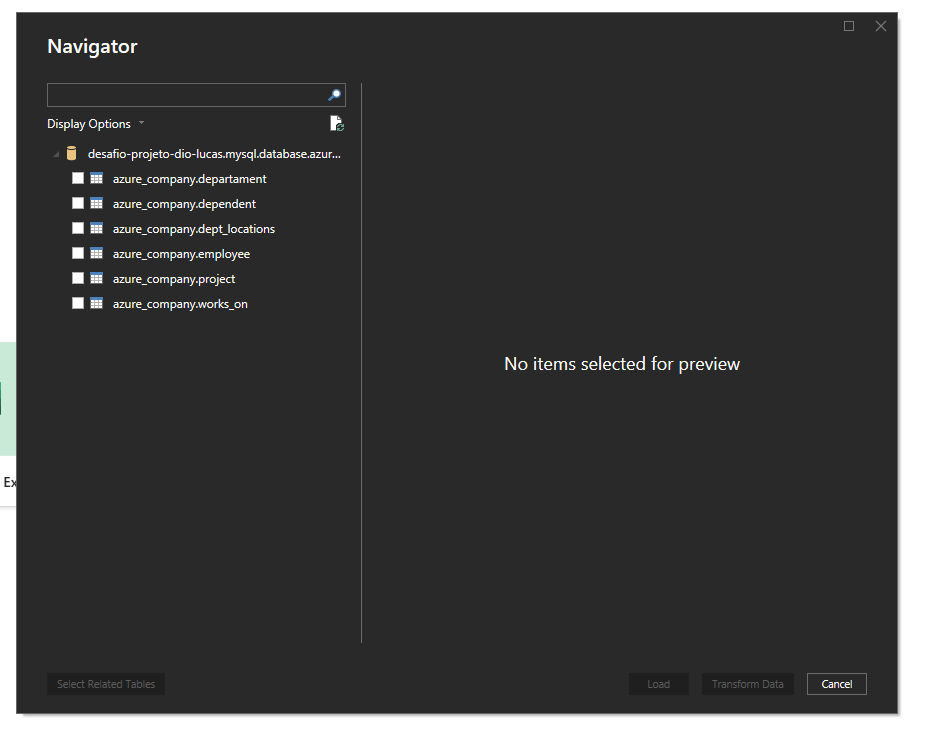 Navigator
Display Options
desafio-projeto-dio-lucas.mysql.database.azur...
azure_company.departament
azure_company.dependent
azure_company.dept_locations
azure_company.employee
azure_company.project
azure_company.works_on
No items selected for preview
Ex
Select Related Tables
Load
Transform Data
Cancel